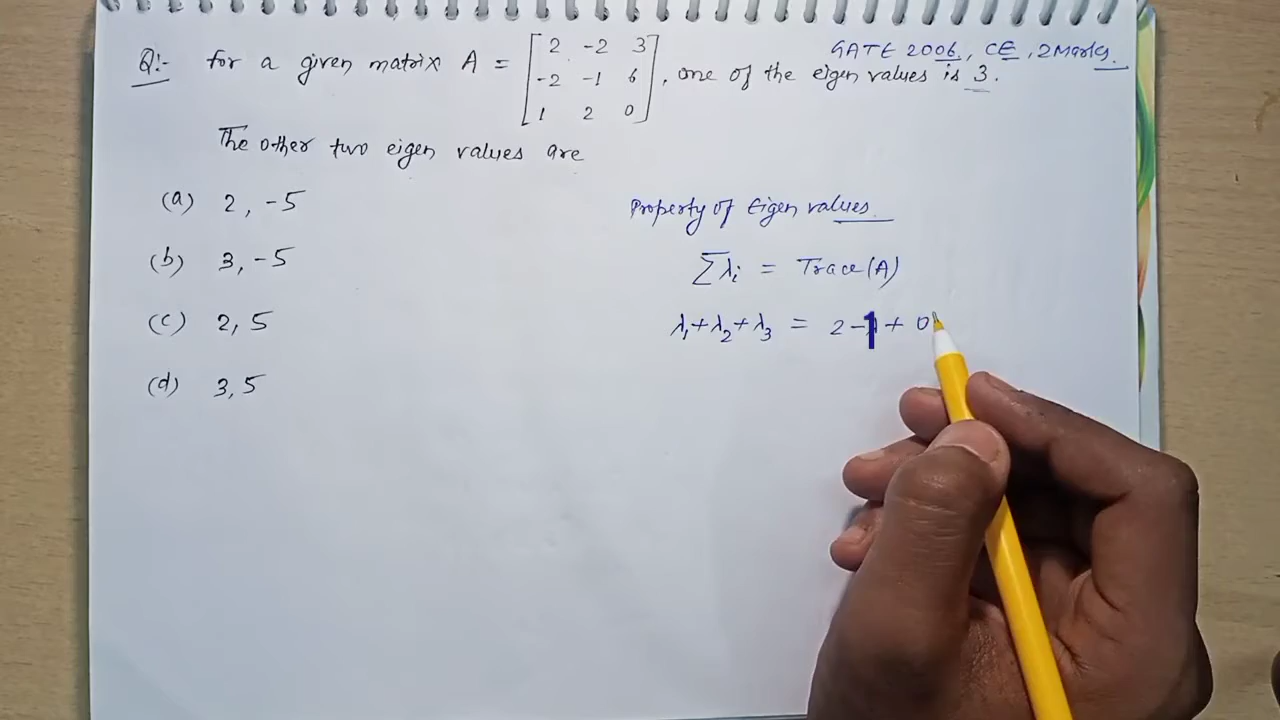 GATE 2006, CE, 2 Marks
Q:- for a given matrix A = [2 -2 3
-2 -1 6
1 2 0], one of the eigen values is 3.
The other two eigen values are
(a) 2, -5
(b) 3, -5
(c) 2, 5
(d) 3, 5
Property of Eigen values
Σλi = Trace(A)
λ1+λ2+λ3 = 2-1+0